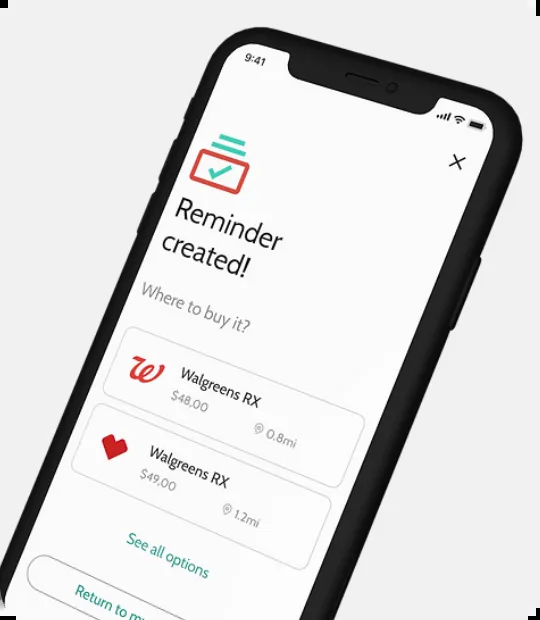 9:41
Reminder
created!
Where to buy it?
Walgreens RX
$48,00
0.8mi
Walgreens RX
$49,00
1.2mi
See all options
Return to